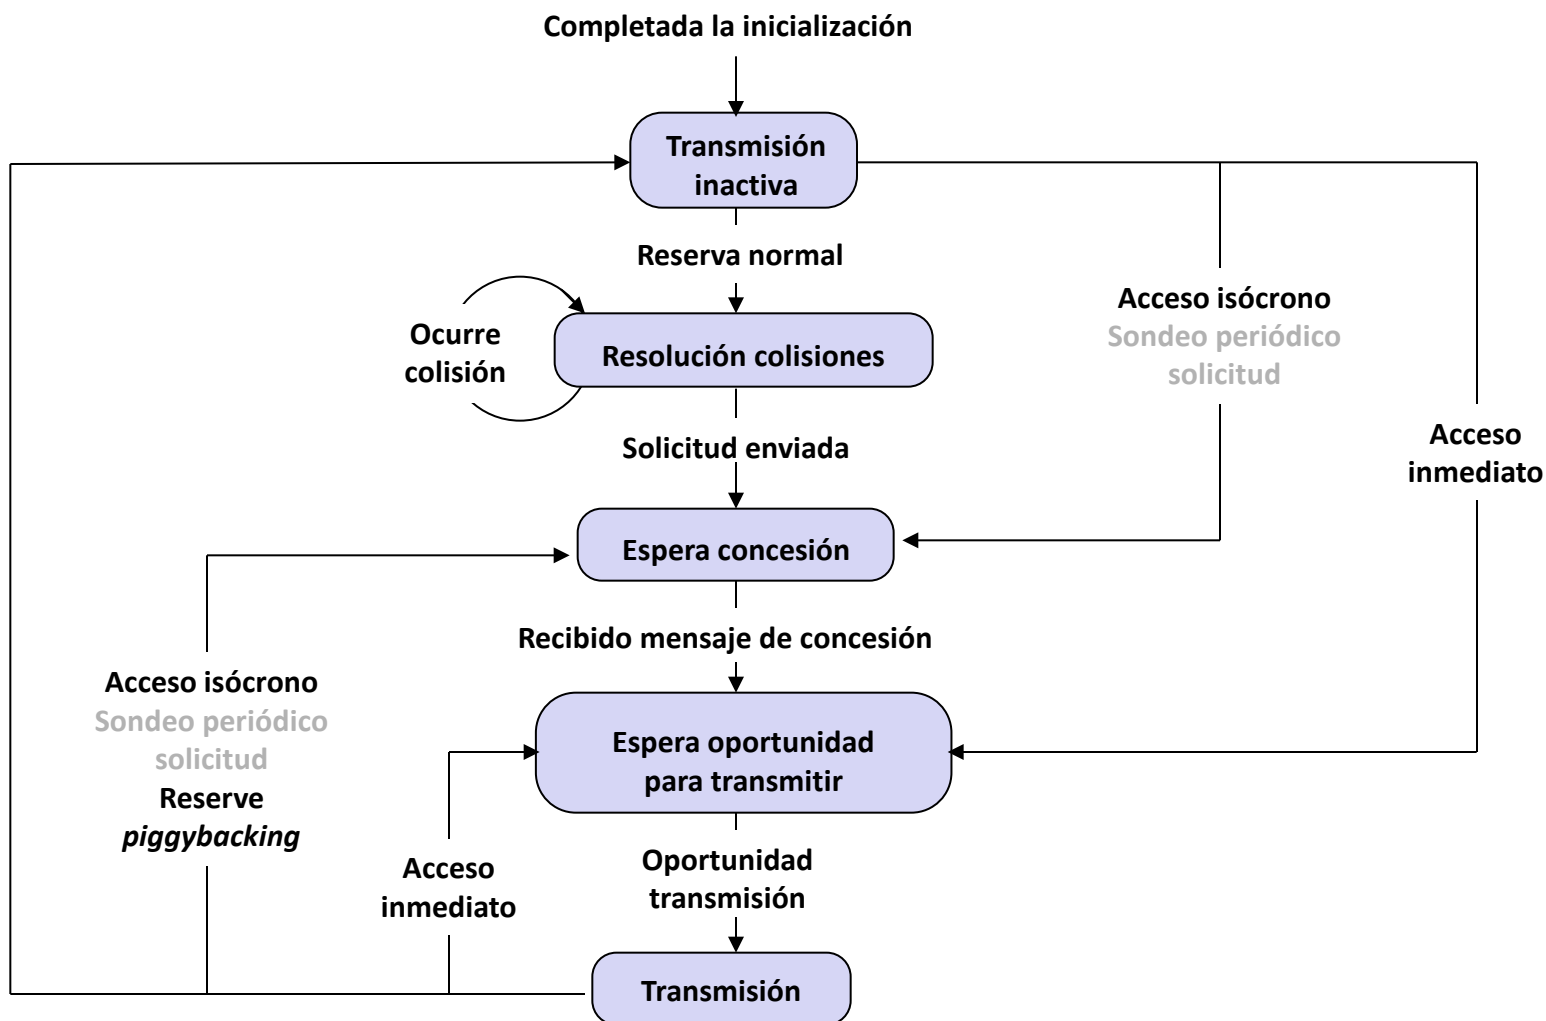 Completada la inicialización
Transmisión
inactiva
Reserva normal
Ocurre
colisión
Resolución colisiones
Acceso isócrono
Sondeo periódico
solicitud
Acceso
inmediato
Solicitud enviada
Espera concesión
Recibido mensaje de concesión
Acceso isócrono
Sondeo periódico
solicitud
Reserve
piggybacking
Espera oportunidad
para transmitir
Acceso
inmediato
Oportunidad
transmisión
Transmisión